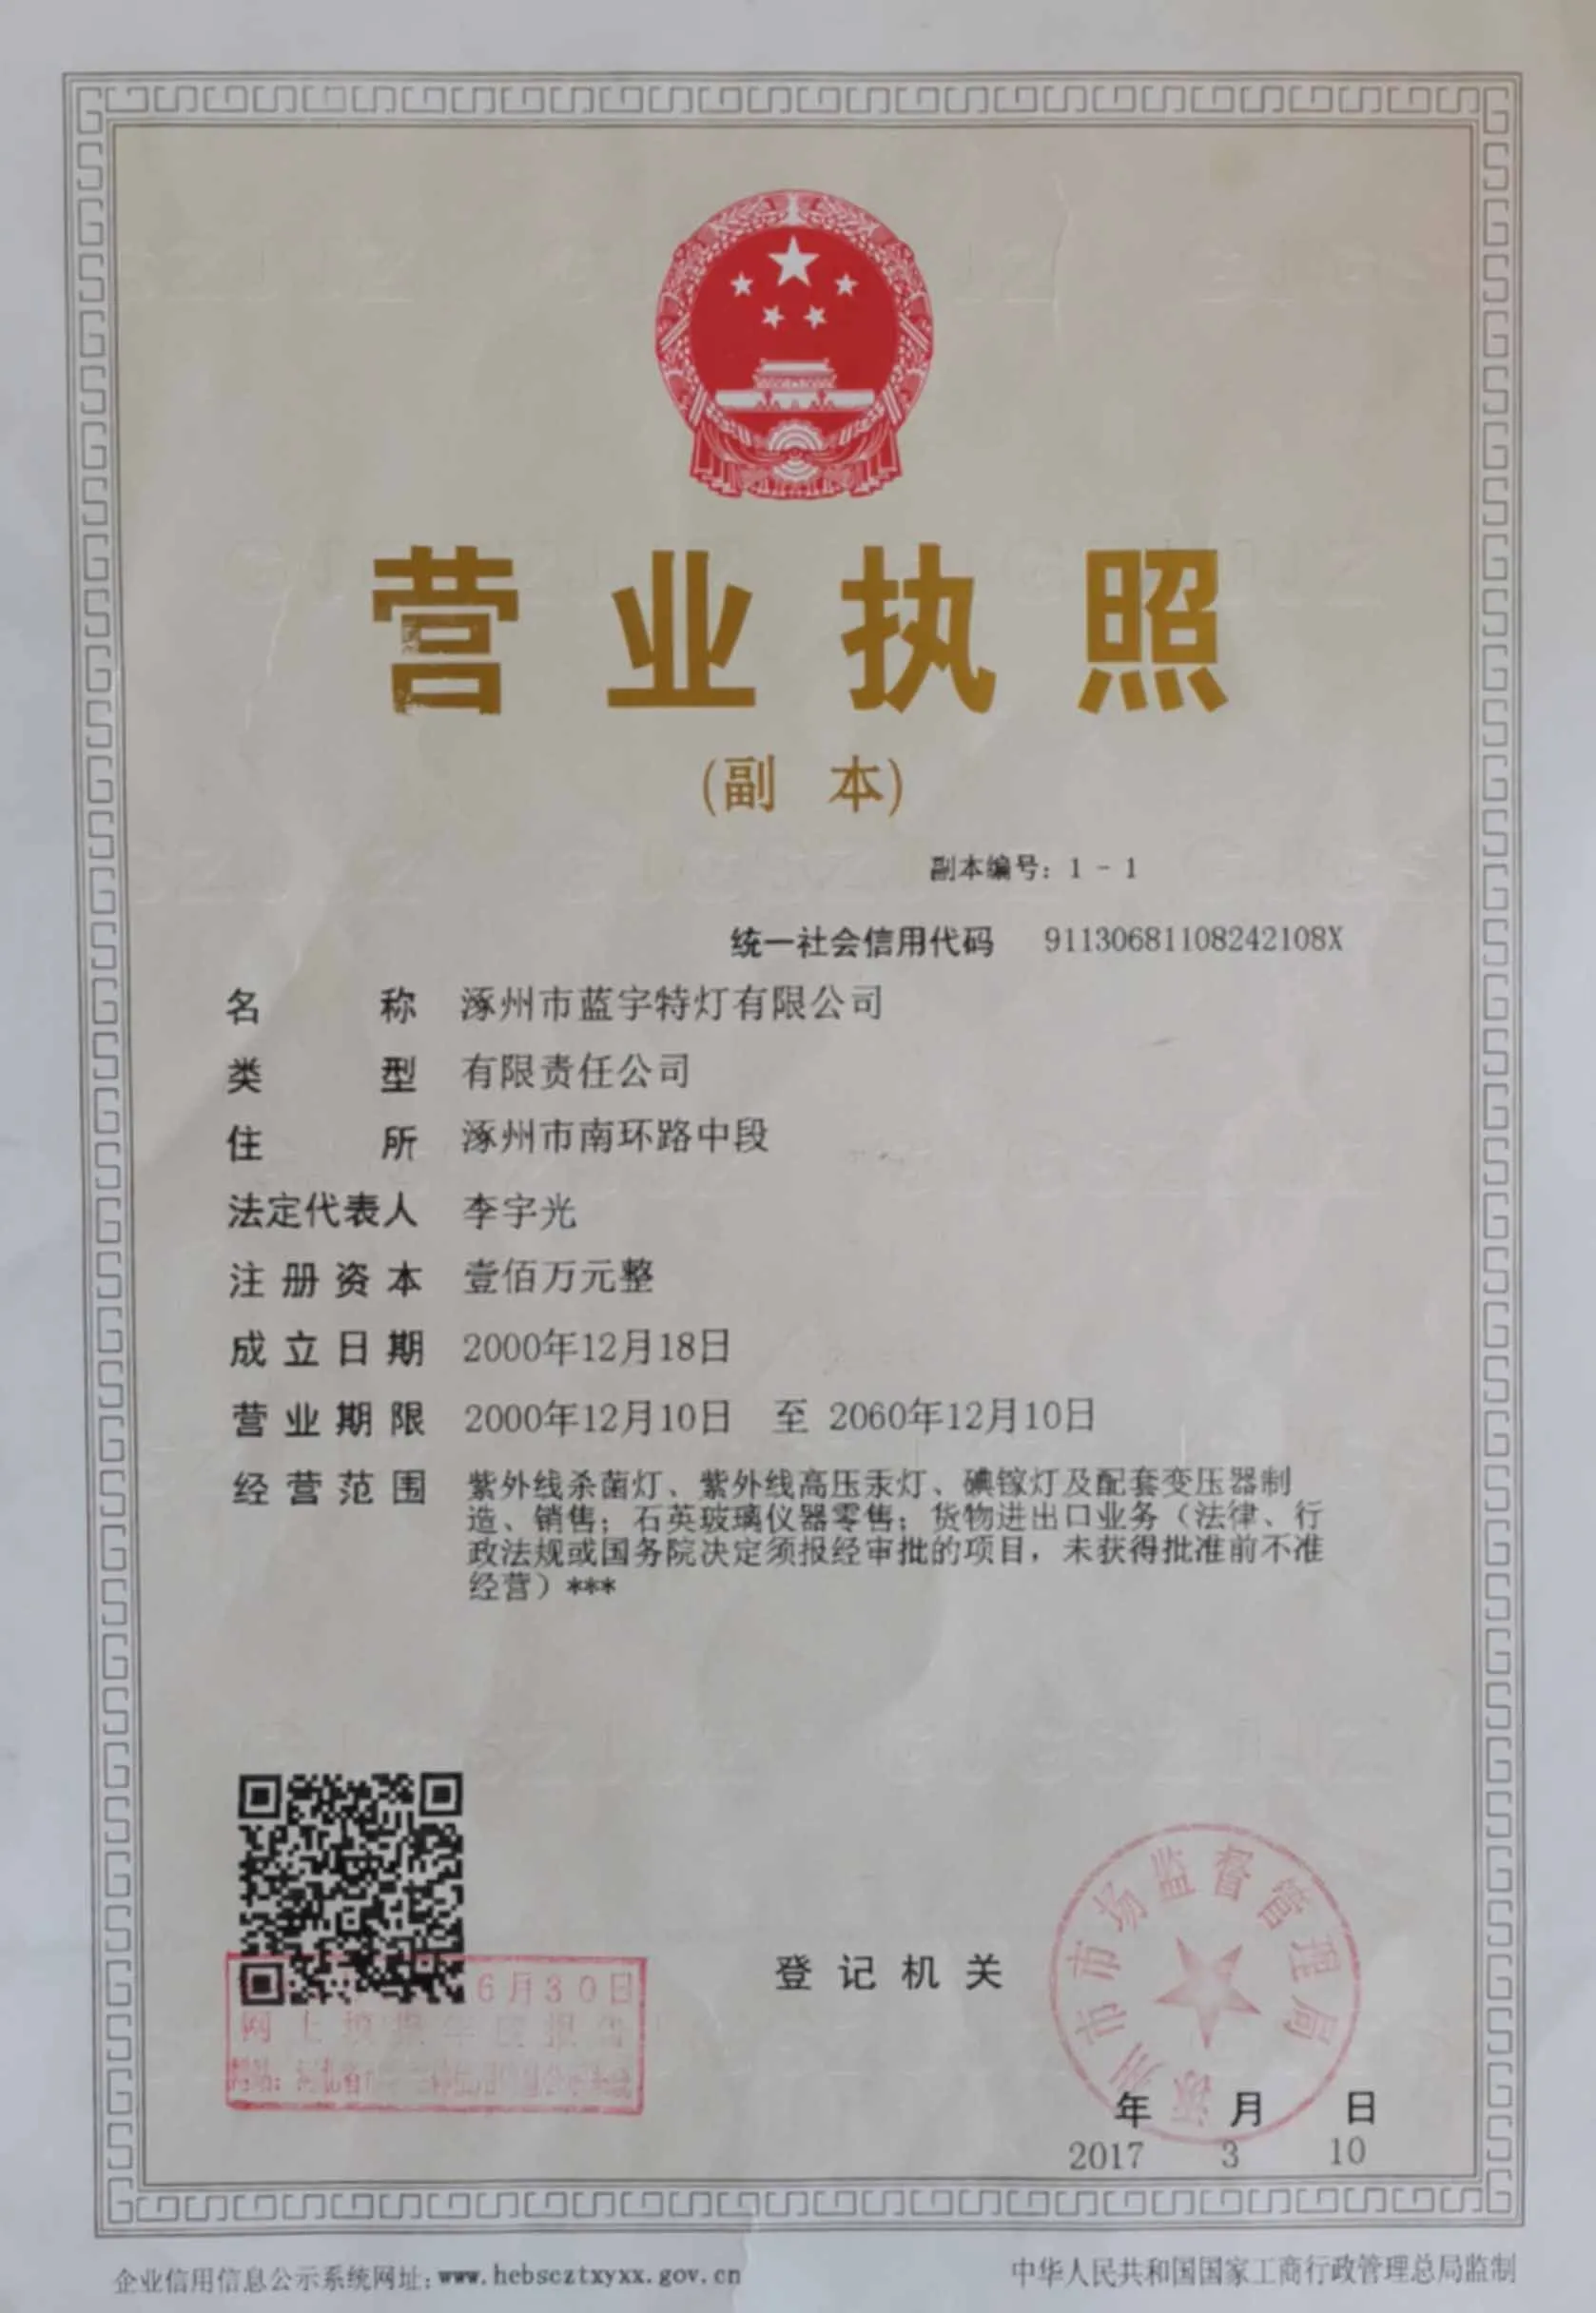 营业执照
(副 本)
副本编号：1-1
统一社会信用代码 91130681108242108X
名 称 涿州市蓝宇特灯有限公司
类 型 有限责任公司
住 所 涿州市南环路中段
法定代表人 李宇光
注册资本 壹佰万元整
成立日期 2000年12月18日
营业期限 2000年12月10日 至 2060年12月10日
经营范围 紫外线杀菌灯、紫外线高压汞灯、碘镓灯及配套变压器制
造、销售；石英玻璃仪器零售；货物进出口业务（法律、行
政法规或国务院决定须报经审批的项目，未获得批准前不准
经营）***
6月30日
登记机关
涿州市市场监督管理局
年 月 日
2017 3 10
企业信用信息公示系统网址：www.hebscztxyxx.gov.cn
中华人民共和国国家工商行政管理总局监制